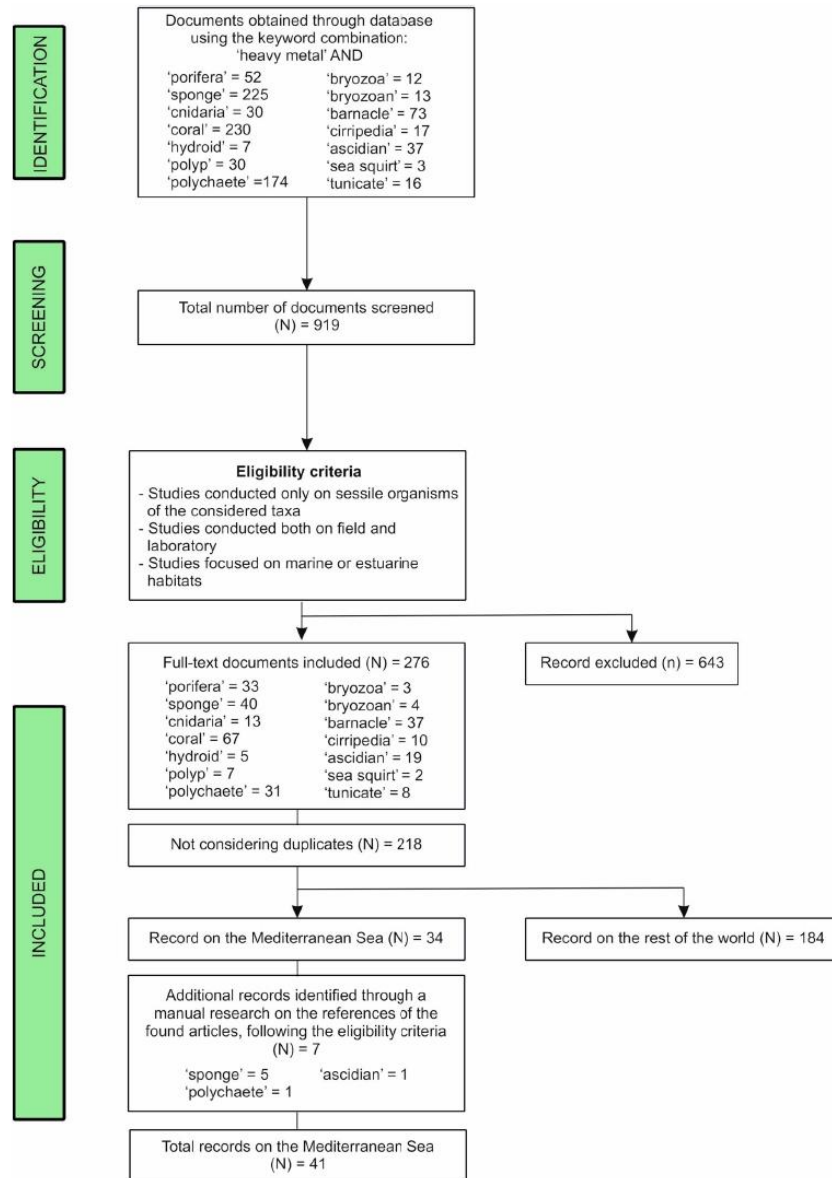 IDENTIFICATION
Documents obtained through database
using the keyword combination:
'heavy metal' AND
'porifera' = 52
'sponge' = 225
'cnidaria' = 30
'coral' = 230
'hydroid' = 7
'polyp' = 30
'polychaete' =174
'bryozoa' = 12
'bryozoan' = 13
'barnacle' = 73
'cirripedia' = 17
'ascidian' = 37
'sea squirt' = 3
'tunicate' = 16
SCREENING
Total number of documents screened
(N) = 919
ELIGIBILITY
Eligibility criteria
- Studies conducted only on sessile organisms
of the considered taxa
- Studies conducted both on field and
laboratory
- Studies focused on marine or estuarine
habitats
INCLUDED
Full-text documents included (N) = 276
'porifera' = 33
'sponge' = 40
'cnidaria' = 13
'coral' = 67
'hydroid' = 5
'polyp' = 7
'polychaete' = 31
'bryozoa' = 3
'bryozoan' = 4
'barnacle' = 37
'cirripedia' = 10
'ascidian' = 19
'sea squirt' = 2
'tunicate' = 8
Record excluded (n) = 643
Not considering duplicates (N) = 218
Record on the Mediterranean Sea (N) = 34
Record on the rest of the world (N) = 184
Additional records identified through a
manual research on the references of the
found articles, following the eligibility criteria
(N) = 7
'sponge' = 5
'polychaete' = 1
'ascidian' = 1
Total records on the Mediterranean Sea
(N) = 41